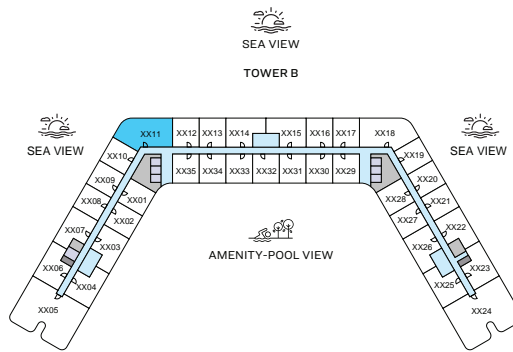 SEA VIEW
TOWER B
SEA VIEW
SEA VIEW
XX11
XX12
XX13
XX14
XX15
XX16
XX17
XX18
XX10
XX35
XX34
XX33
XX32
XX31
XX30
XX29
XX19
XX09
XX01
XX28
XX20
XX08
XX02
XX27
XX21
XX07
XX03
XX26
XX22
XX06
XX04
XX25
XX23
XX05
XX24
AMENITY-POOL VIEW